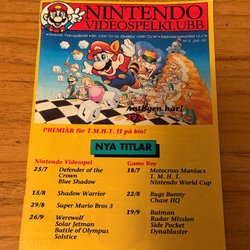 NINTENDO
VIDEOSPELKLUBB
Äntligen här!
29/8
PREMIÄR för T.M.H.T. II på bio!
NYA TITLAR
Nintendo Videospel
25/7 Defender of the Crown
Blue Shadow
15/8 Shadow Warrior
29/8 Super Mario Bros 3
26/9 Werewolf
Solar Jetman
Battle of Olympus
Solstice
Game Boy
18/7 Motocross Maniacs
T. M. H. T.
Nintendo World Cup
22/8 Bugs Bunny
Chase HQ
19/9 Batman
Radar Mission
Side Pocket
Dynablaster